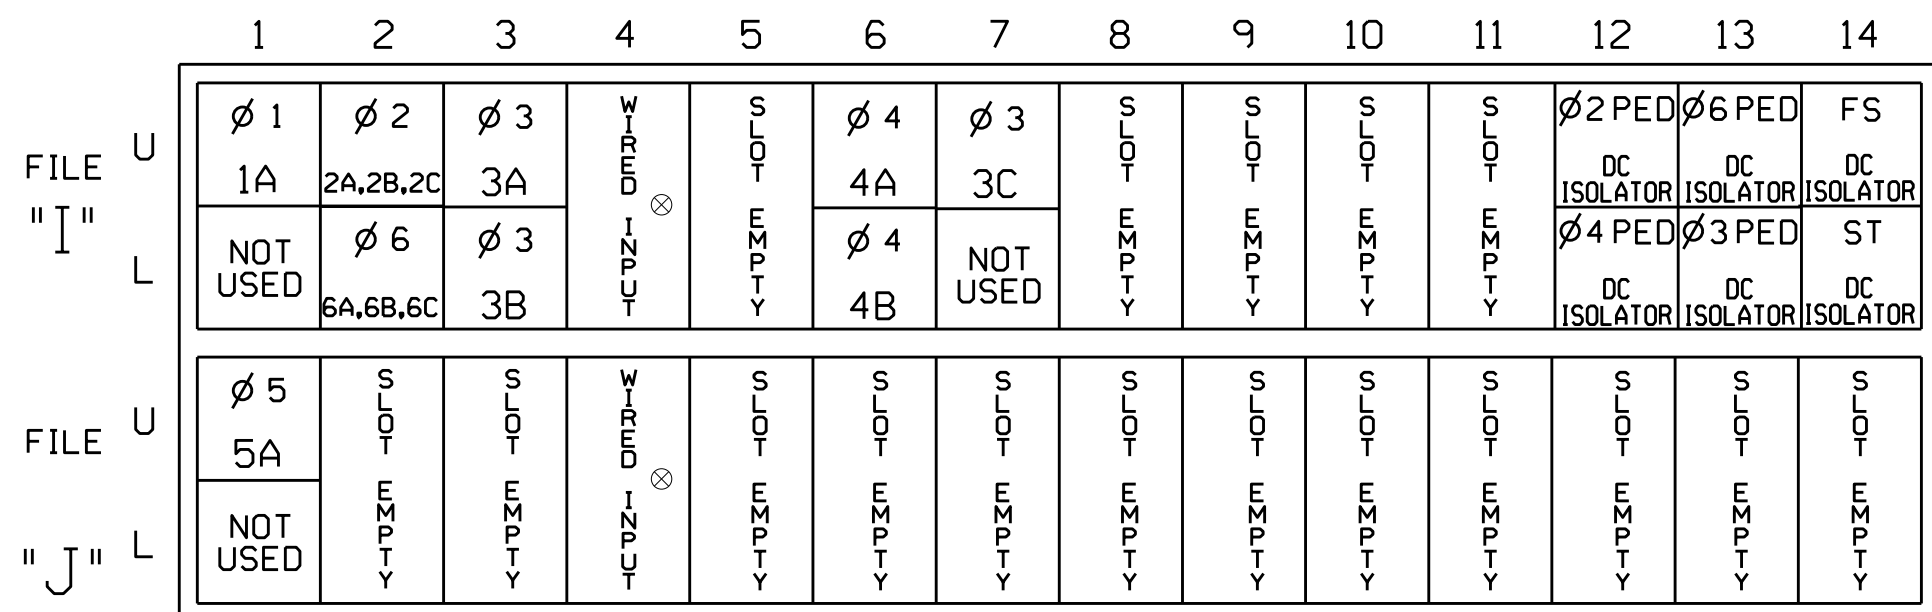 1 2 3 4 5 6 7 8 9 10 11 12 13 14
FILE "I" U L
Ø 1
1A
NOT USED
Ø 2
2A,2B,2C
Ø 6
6A,6B,6C
Ø 3
3A
Ø 3
3B
WIRED INPUT
SLOT EMPTY
Ø 4
4A
Ø 4
4B
Ø 3
3C
NOT USED
SLOT EMPTY
SLOT EMPTY
SLOT EMPTY
SLOT EMPTY
Ø2 PED
DC
ISOLATOR
Ø4 PED
DC
ISOLATOR
Ø6 PED
DC
ISOLATOR
Ø3 PED
DC
ISOLATOR
FS
DC
ISOLATOR
ST
DC
ISOLATOR
FILE "J" U L
Ø 5
5A
NOT USED
SLOT EMPTY
SLOT EMPTY
WIRED INPUT
SLOT EMPTY
SLOT EMPTY
SLOT EMPTY
SLOT EMPTY
SLOT EMPTY
SLOT EMPTY
SLOT EMPTY
SLOT EMPTY
SLOT EMPTY
SLOT EMPTY